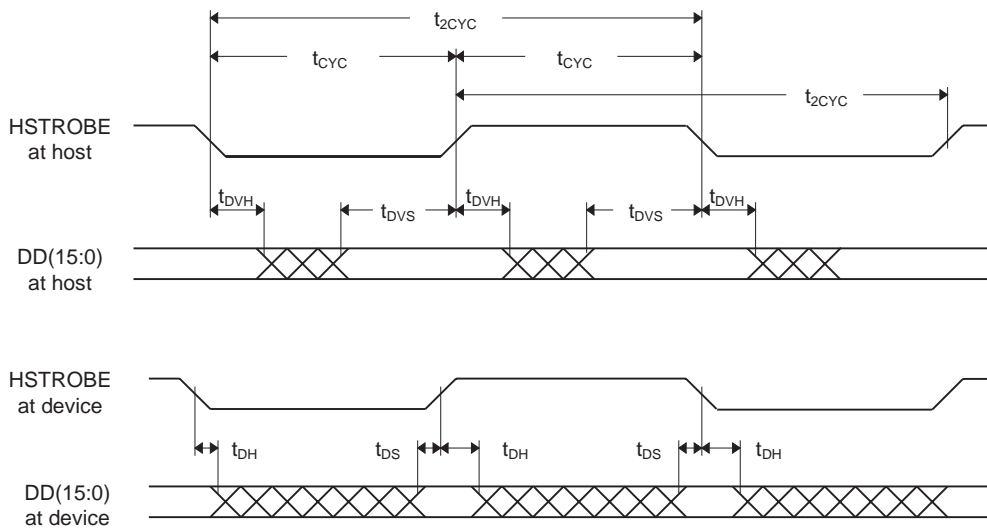 t2CYC
tCYC tCYC
t2CYC
HSTROBE
at host
tDVH tDVS tDVH tDVS tDVH
DD(15:0)
at host
HSTROBE
at device
tDH tDS tDH tDS tDH
DD(15:0)
at device